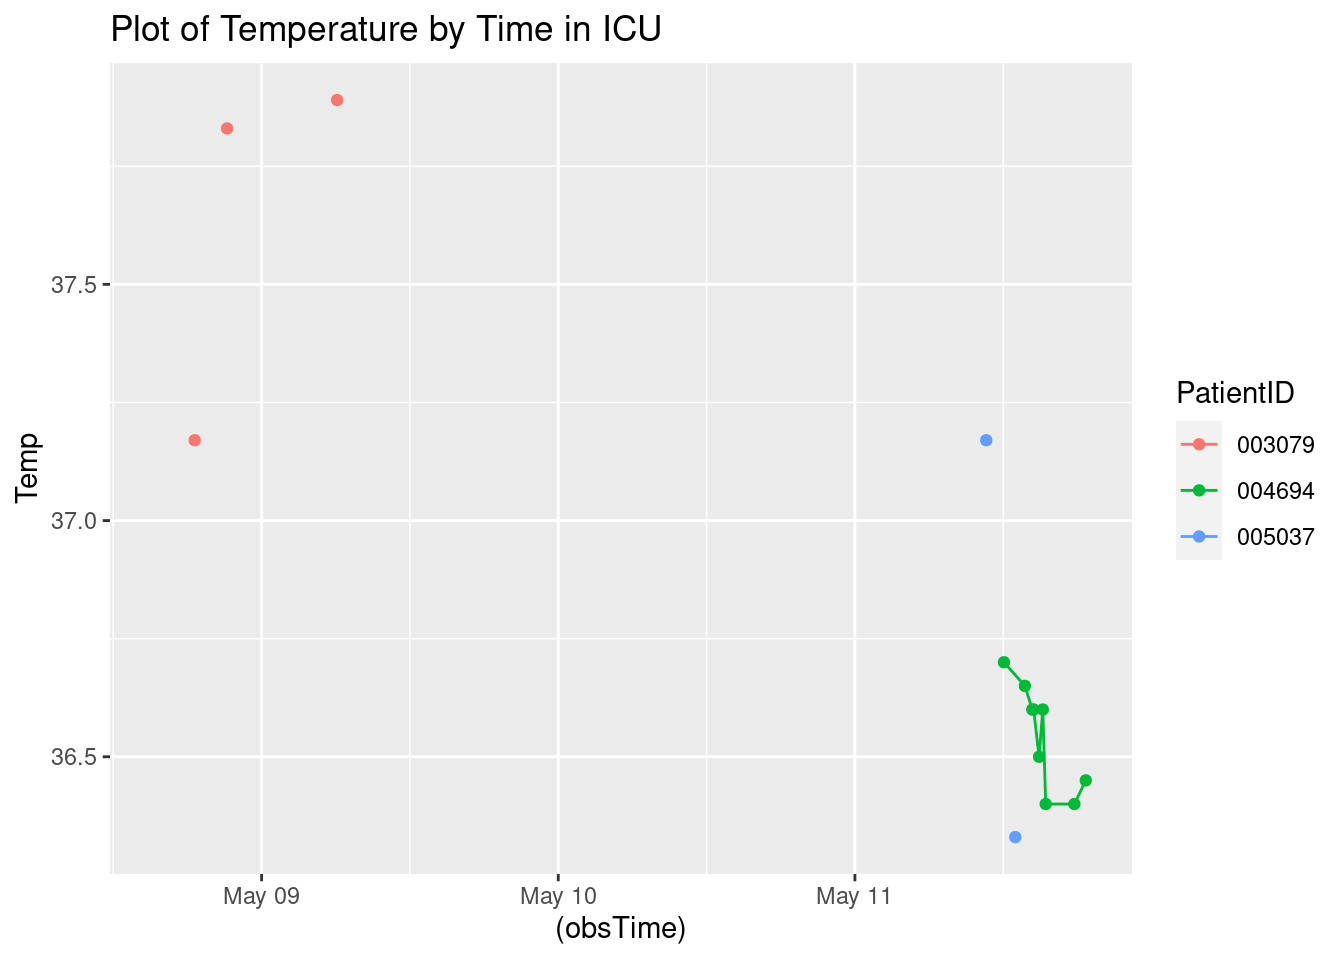 Plot of Temperature by Time in ICU
Temp
37.5
37.0
36.5
May 09
May 10
May 11
(obsTime)
PatientID
003079
004694
005037